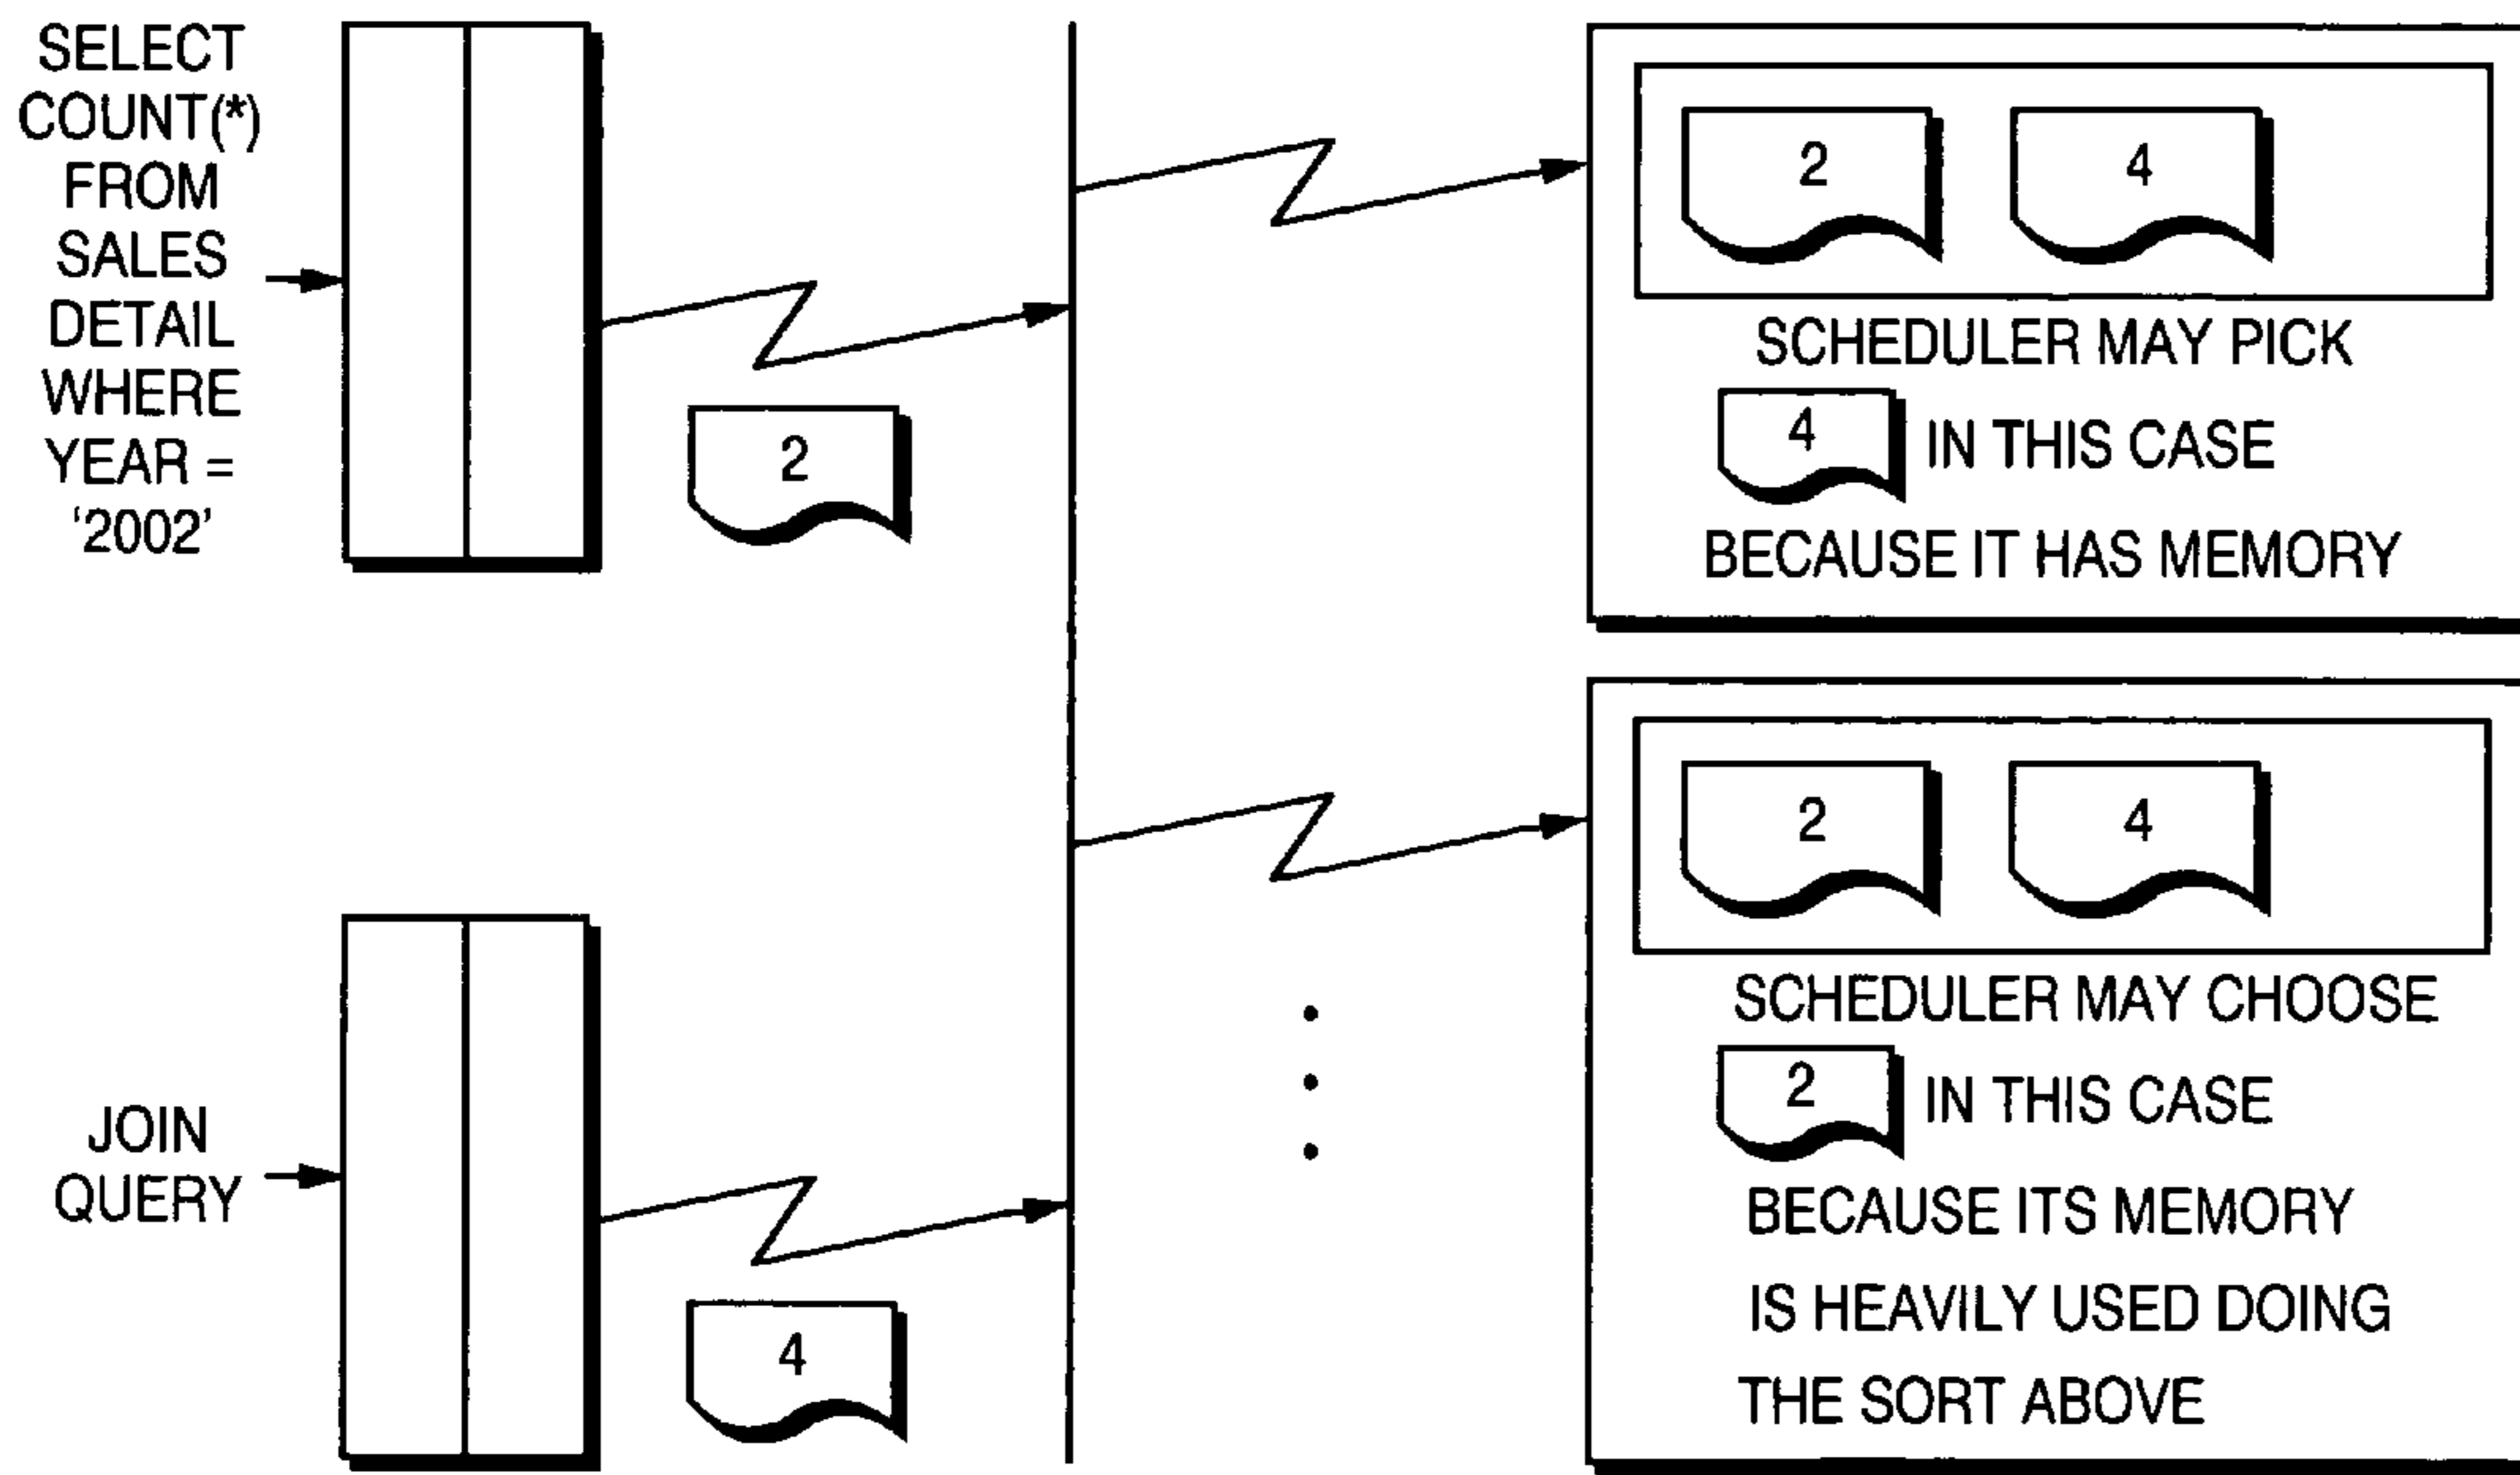 SELECT
COUNT(*)
FROM
SALES
DETAIL
WHERE
YEAR =
'2002'
2
2 4
SCHEDULER MAY PICK
4 IN THIS CASE
BECAUSE IT HAS MEMORY
JOIN
QUERY
4
2 4
SCHEDULER MAY CHOOSE
2 IN THIS CASE
BECAUSE ITS MEMORY
IS HEAVILY USED DOING
THE SORT ABOVE